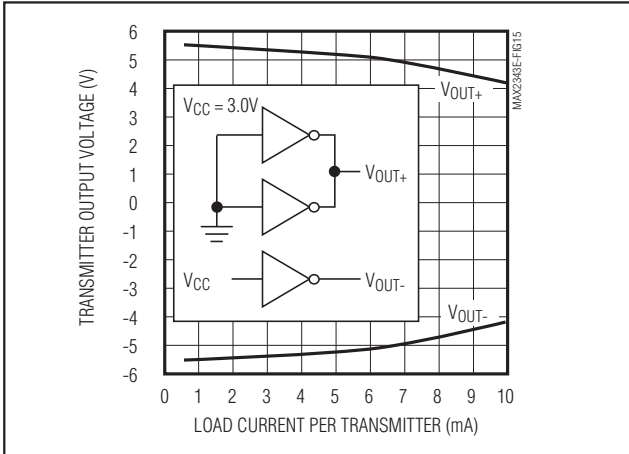 6
5
4
3
2
1
0
-1
-2
-3
-4
-5
-6
TRANSMITTER OUTPUT VOLTAGE (V)
VCC = 3.0V
VOUT+
VCC
VOUT-
VOUT+
VOUT-
MAX2343E-FIG15
0 1 2 3 4 5 6 7 8 9 10
LOAD CURRENT PER TRANSMITTER (mA)